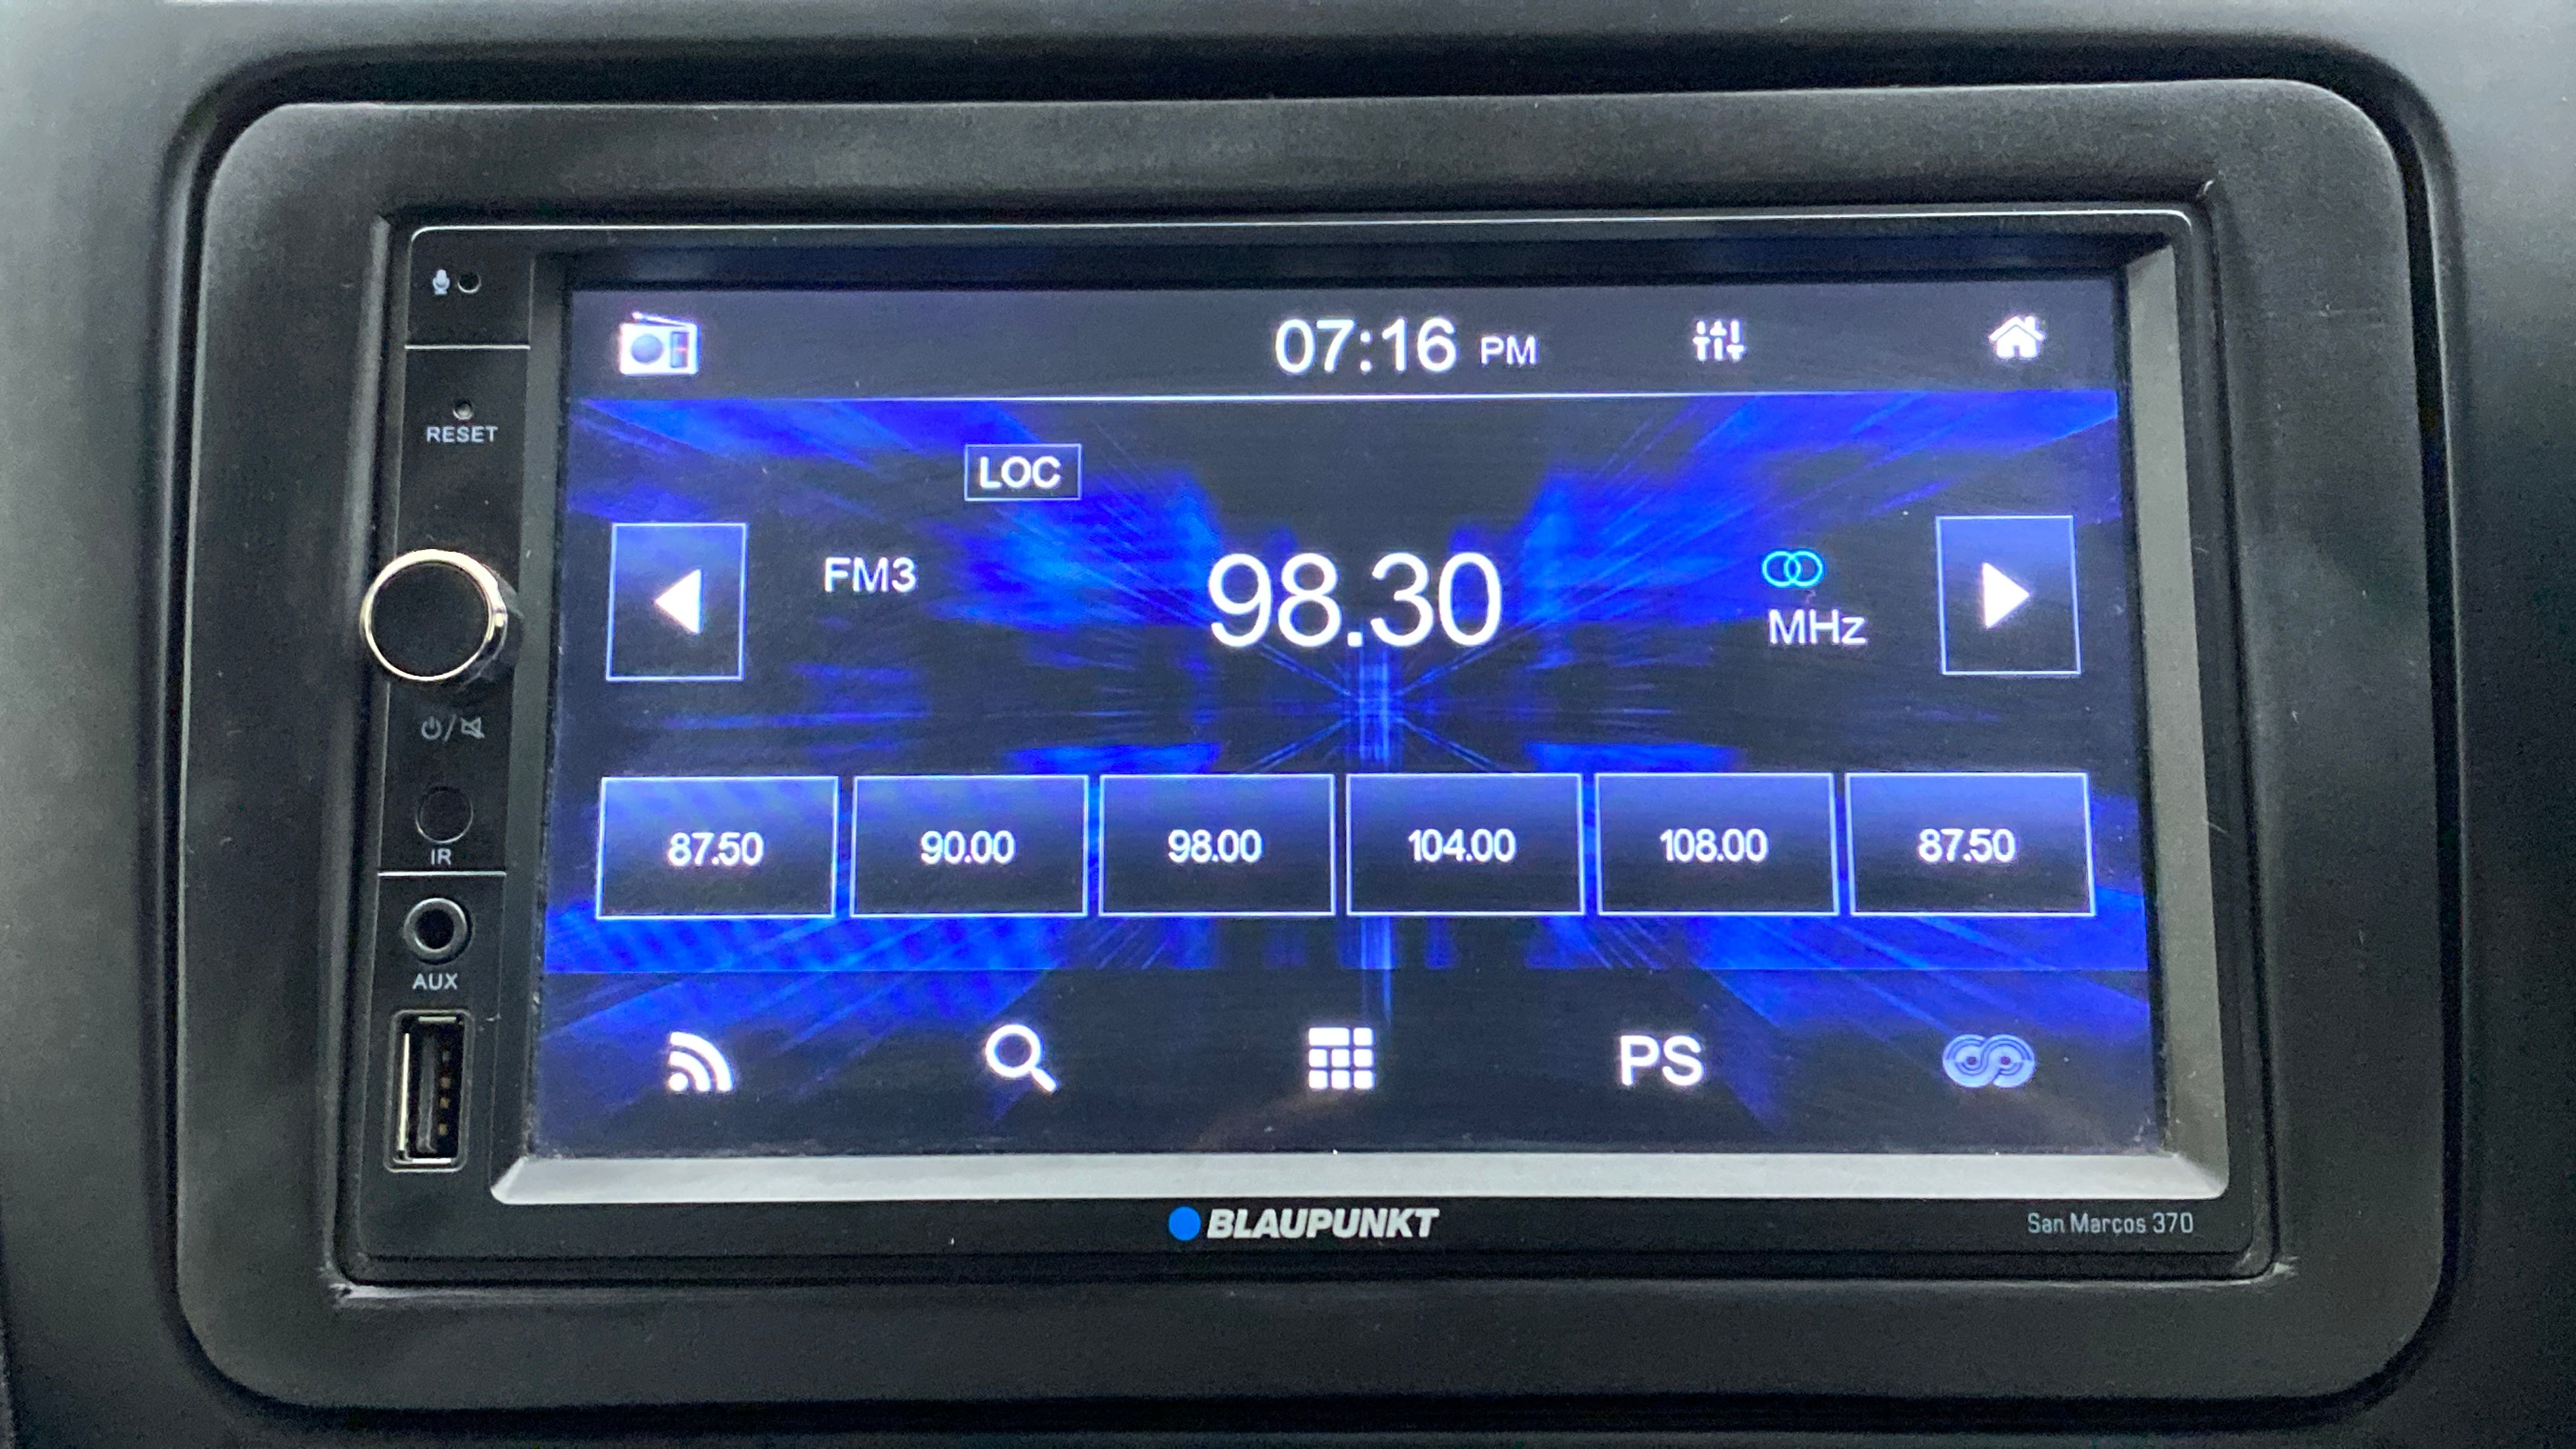 07:16 PM
RESET
LOC
FM3
98.30
MHz
87.50 90.00 98.00 104.00 108.00 87.50
IR
AUX
PS
BLAUPUNKT
San Marcos 370